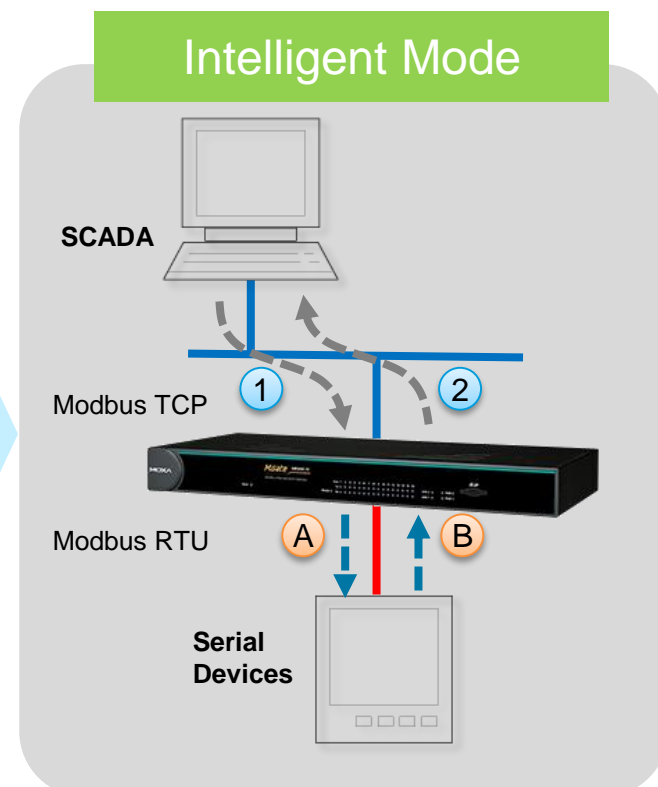 Intelligent Mode
SCADA
1
2
Modbus TCP
MOXA
MGate
Modbus RTU
A
B
Serial
Devices